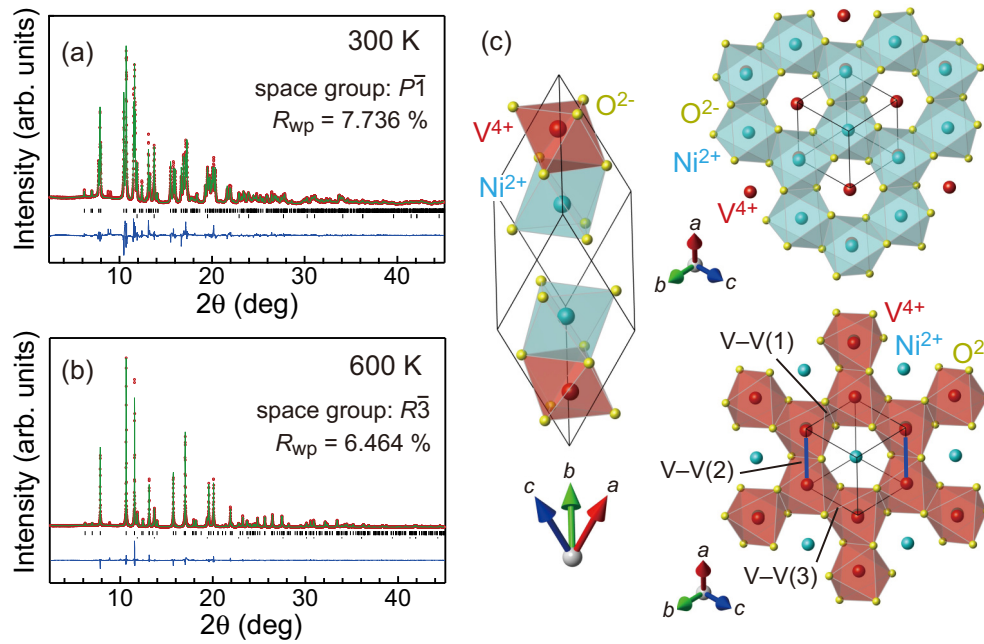 (a)
300 K
space group: P1̅
Rwp = 7.736 %
Intensity (arb. units)
10 20 30 40
2θ (deg)
(b)
600 K
space group: R3̅
Rwp = 6.464 %
Intensity (arb. units)
10 20 30 40
2θ (deg)
(c)
O2-
V4+
Ni2+
c b a
O2-
Ni2+
V4+
a
b c
V4+
V–V(1)
Ni2+
O2
V–V(2)
V–V(3)
a
b c